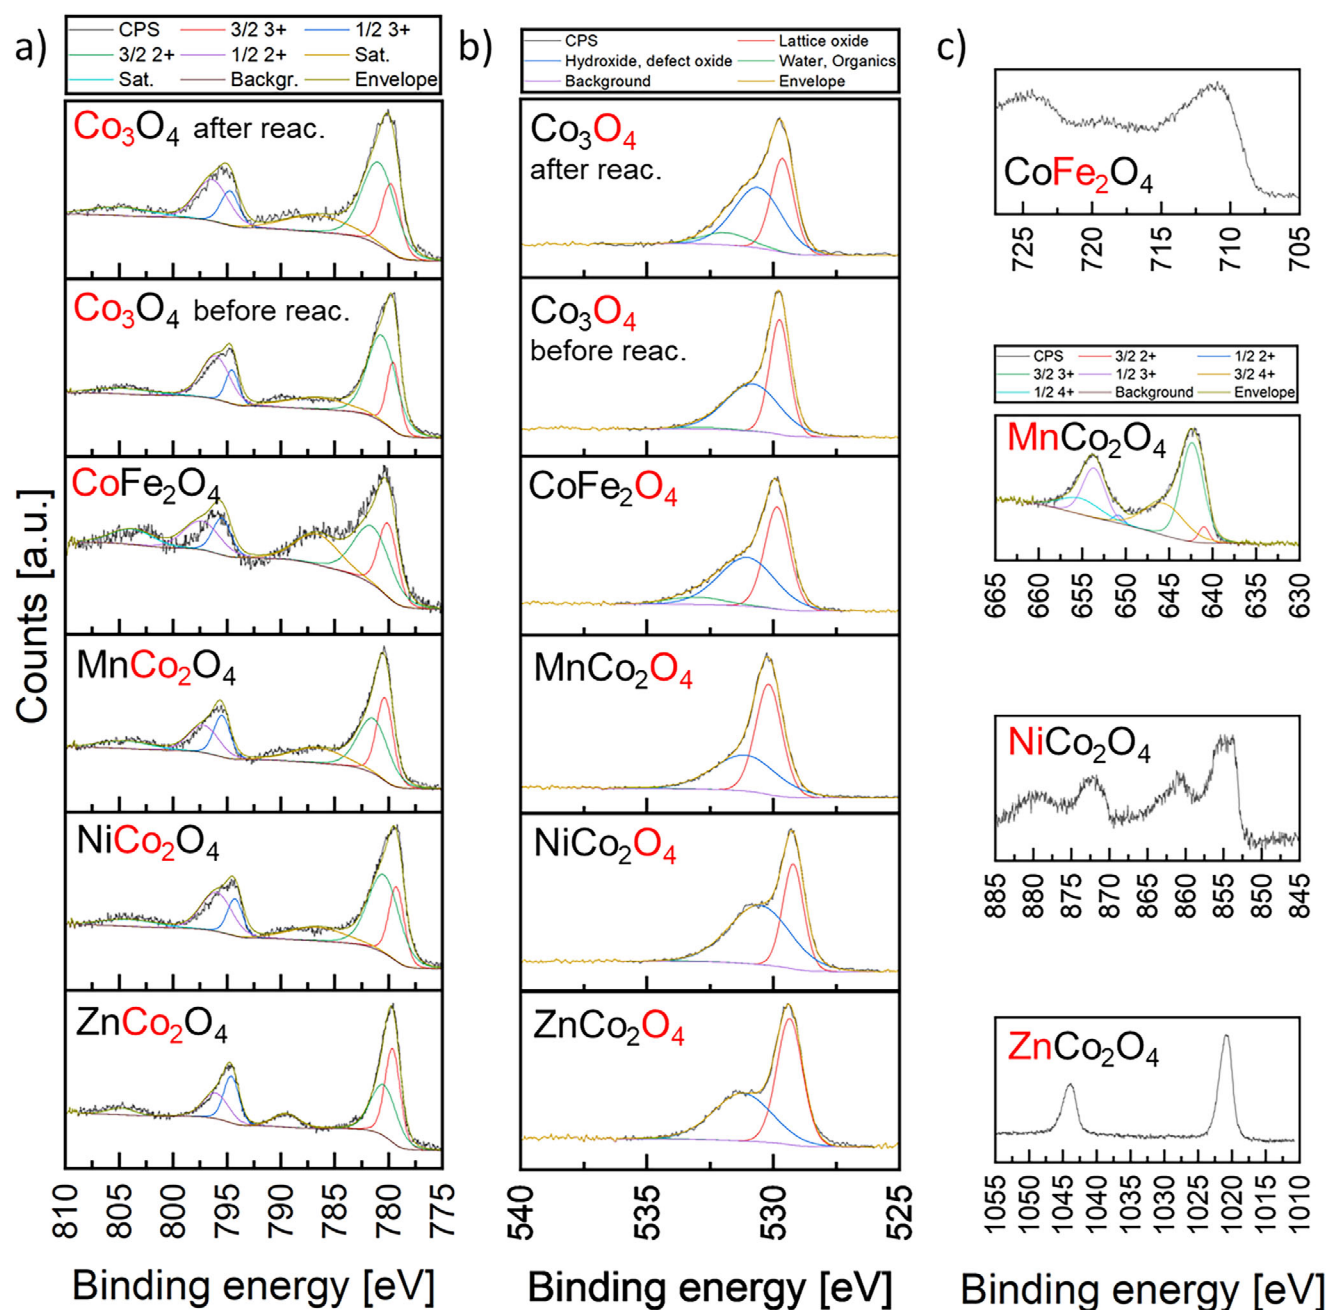 a)
CPS 3/2 3+ 1/2 3+
3/2 2+ 1/2 2+ Sat.
Sat. Backgr. Envelope
Co₃O₄ after reac.
Co₃O₄ before reac.
CoFe₂O₄
MnCo₂O₄
NiCo₂O₄
ZnCo₂O₄
Counts [a.u.]
810 805 800 795 790 785 780 775
Binding energy [eV]
b)
CPS Lattice oxide
Hydroxide, defect oxide Water, Organics
Background Envelope
Co₃O₄
after reac.
Co₃O₄
before reac.
CoFe₂O₄
MnCo₂O₄
NiCo₂O₄
ZnCo₂O₄
540 535 530 525
Binding energy [eV]
c)
CoFe₂O₄
725 720 715 710 705
CPS 3/2 2+ 1/2 2+
3/2 3+ 1/2 3+ 3/2 4+
1/2 4+ Background Envelope
MnCo₂O₄
665 660 655 650 645 640 635 630
NiCo₂O₄
885 880 875 870 865 860 855 850 845
ZnCo₂O₄
1055 1050 1045 1040 1035 1030 1025 1020 1015 1010
Binding energy [eV]